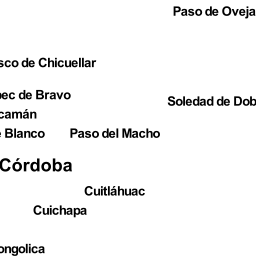 Paso de Oveja
sco de Chicuellar
pec de Bravo
Soledad de Dob
camán
Blanco
Paso del Macho
Córdoba
Cuitláhuac
Cuichapa
ongolica